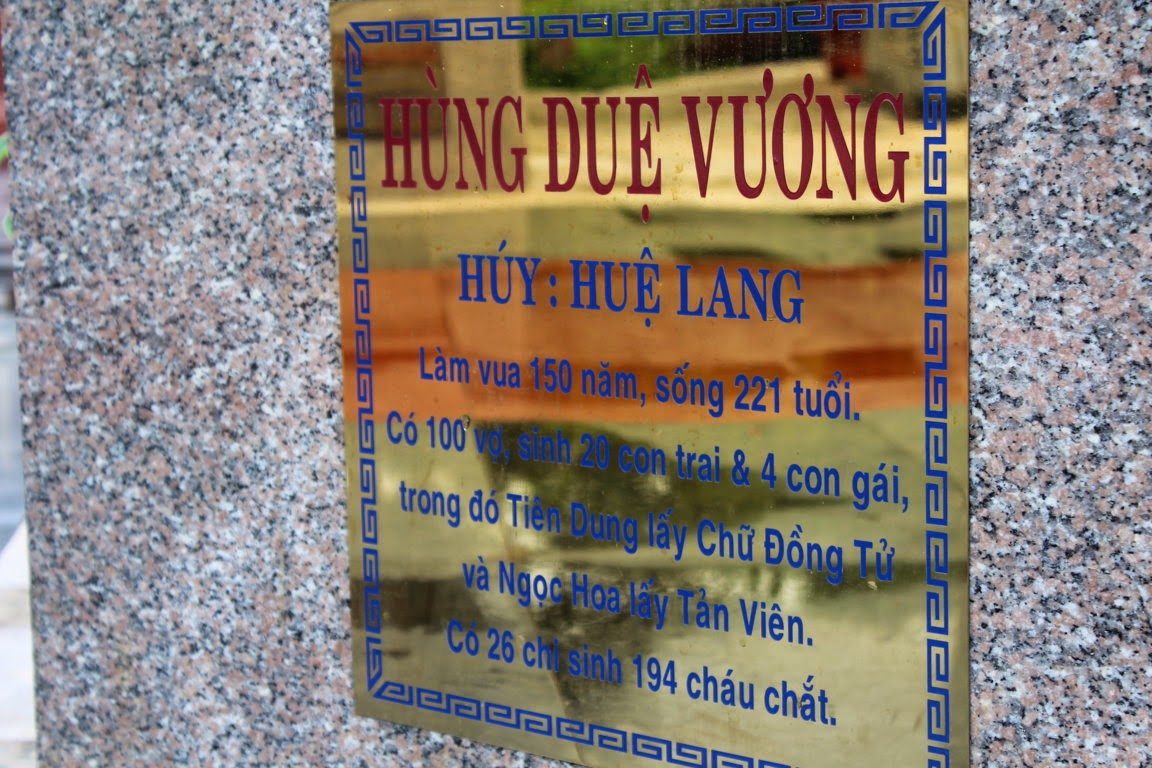 HÙNG DUỆ VƯƠNG
HÚY : HUỆ LANG
Làm vua 150 năm, sống 221 tuổi.
Có 100 vợ, sinh 20 con trai & 4 con gái,
trong đó Tiên Dung lấy Chữ Đồng Tử
và Ngọc Hoa lấy Tản Viên.
Có 26 chi sinh 194 cháu chắt.